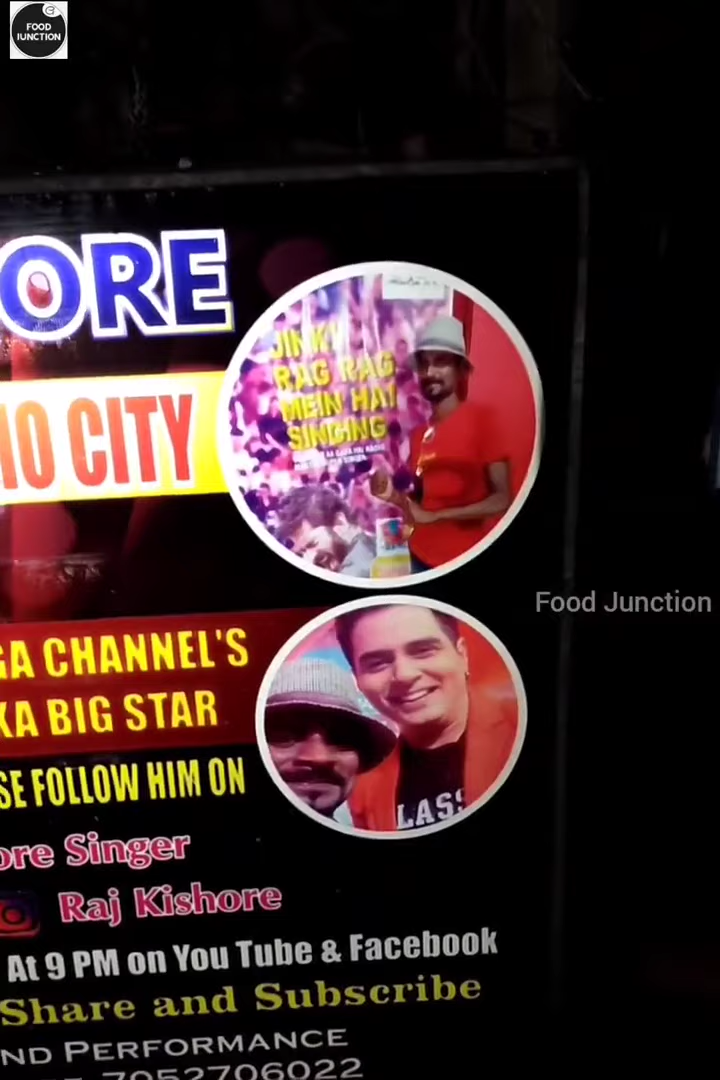 FOOD
JUNCTION
ORE
IO CITY
JINKY
RAG RAG
MEIN HAI
SINGING
Food Junction
GA CHANNEL'S
KA BIG STAR
SE FOLLOW HIM ON
LASS
ore Singer
Raj Kishore
At 9 PM on You Tube & Facebook
Share and Subscribe
ND PERFORMANCE
7052706022